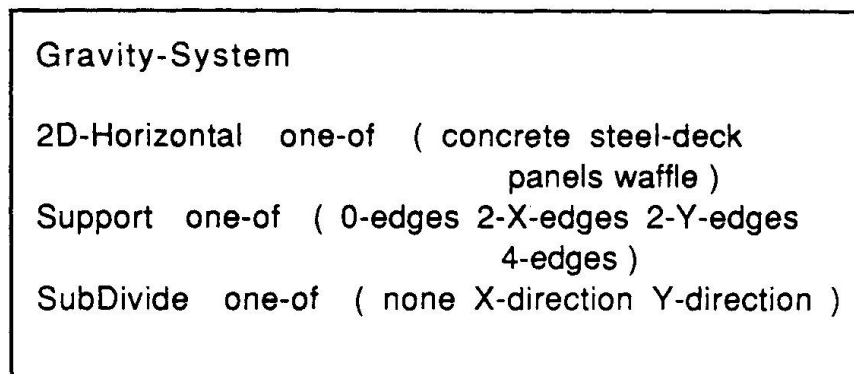 Gravity-System
2D-Horizontal one-of ( concrete steel-deck
panels waffle )
Support one-of ( 0-edges 2-X-edges 2-Y-edges
4-edges )
SubDivide one-of ( none X-direction Y-direction )